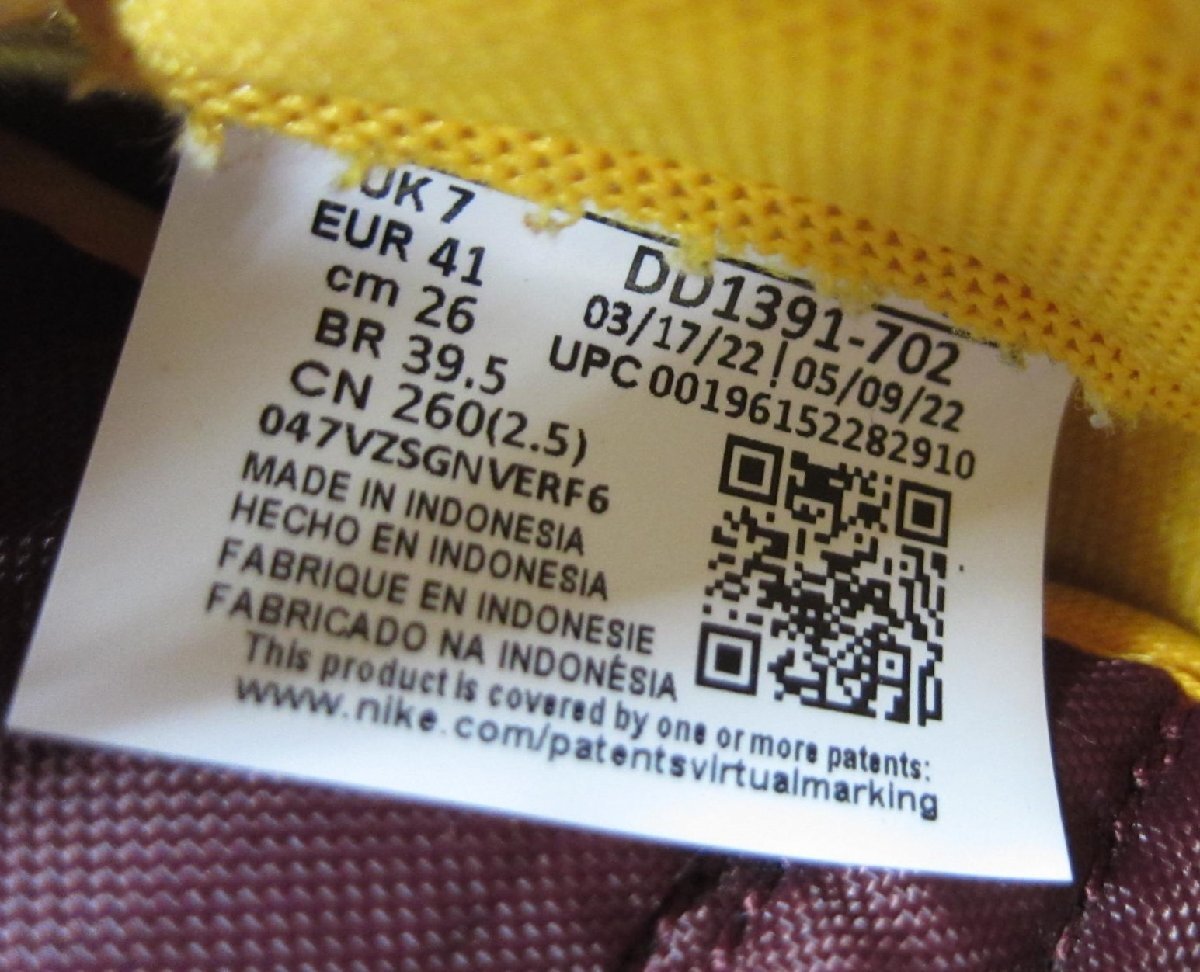 UK 7
EUR 41
cm 26
BR 39.5
CN 260(2.5)
047VZSGNVERF6
DD1391-702
03/17/22 | 05/09/22
UPC 00196152282910
MADE IN INDONESIA
HECHO EN INDONESIA
FABRIQUE EN INDONESIE
FABRICADO NA INDONÉSIA
This product is covered by one or more patents:
www.nike.com/patentsvirtualmarking